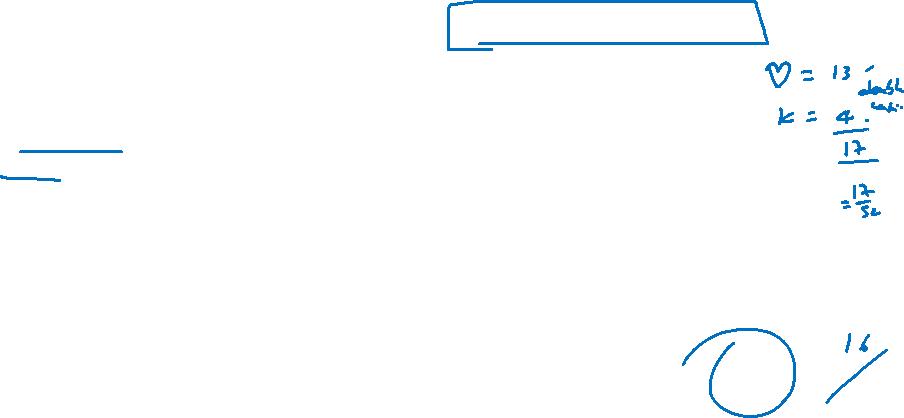 ♡ = 13
K = 4
17
= 17/52
16